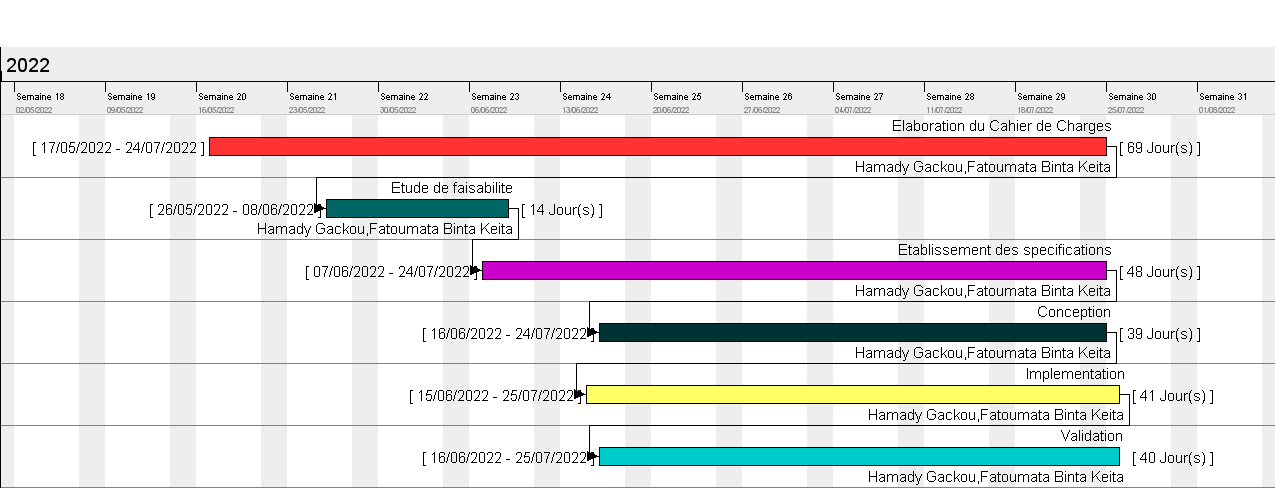 2022
Semaine 18 Semaine 19 Semaine 20 Semaine 21 Semaine 22 Semaine 23 Semaine 24 Semaine 25 Semaine 26 Semaine 27 Semaine 28 Semaine 29 Semaine 30 Semaine 31
02/05/2022 09/05/2022 16/05/2022 23/05/2022 30/05/2022 06/06/2022 13/06/2022 20/06/2022 27/06/2022 04/07/2022 11/07/2022 18/07/2022 25/07/2022 01/08/2022
Elaboration du Cahier de Charges
[ 17/05/2022 - 24/07/2022 ] [ 69 Jour(s) ]
Hamady Gackou,Fatoumata Binta Keita
Etude de faisabilite
[ 26/05/2022 - 08/06/2022 ] [ 14 Jour(s) ]
Hamady Gackou,Fatoumata Binta Keita
Etablissement des specifications
[ 07/06/2022 - 24/07/2022 ] [ 48 Jour(s) ]
Hamady Gackou,Fatoumata Binta Keita
Conception
[ 16/06/2022 - 24/07/2022 ] [ 39 Jour(s) ]
Hamady Gackou,Fatoumata Binta Keita
Implementation
[ 15/06/2022 - 25/07/2022 ] [ 41 Jour(s) ]
Hamady Gackou,Fatoumata Binta Keita
Validation
[ 16/06/2022 - 25/07/2022 ] [ 40 Jour(s) ]
Hamady Gackou,Fatoumata Binta Keita